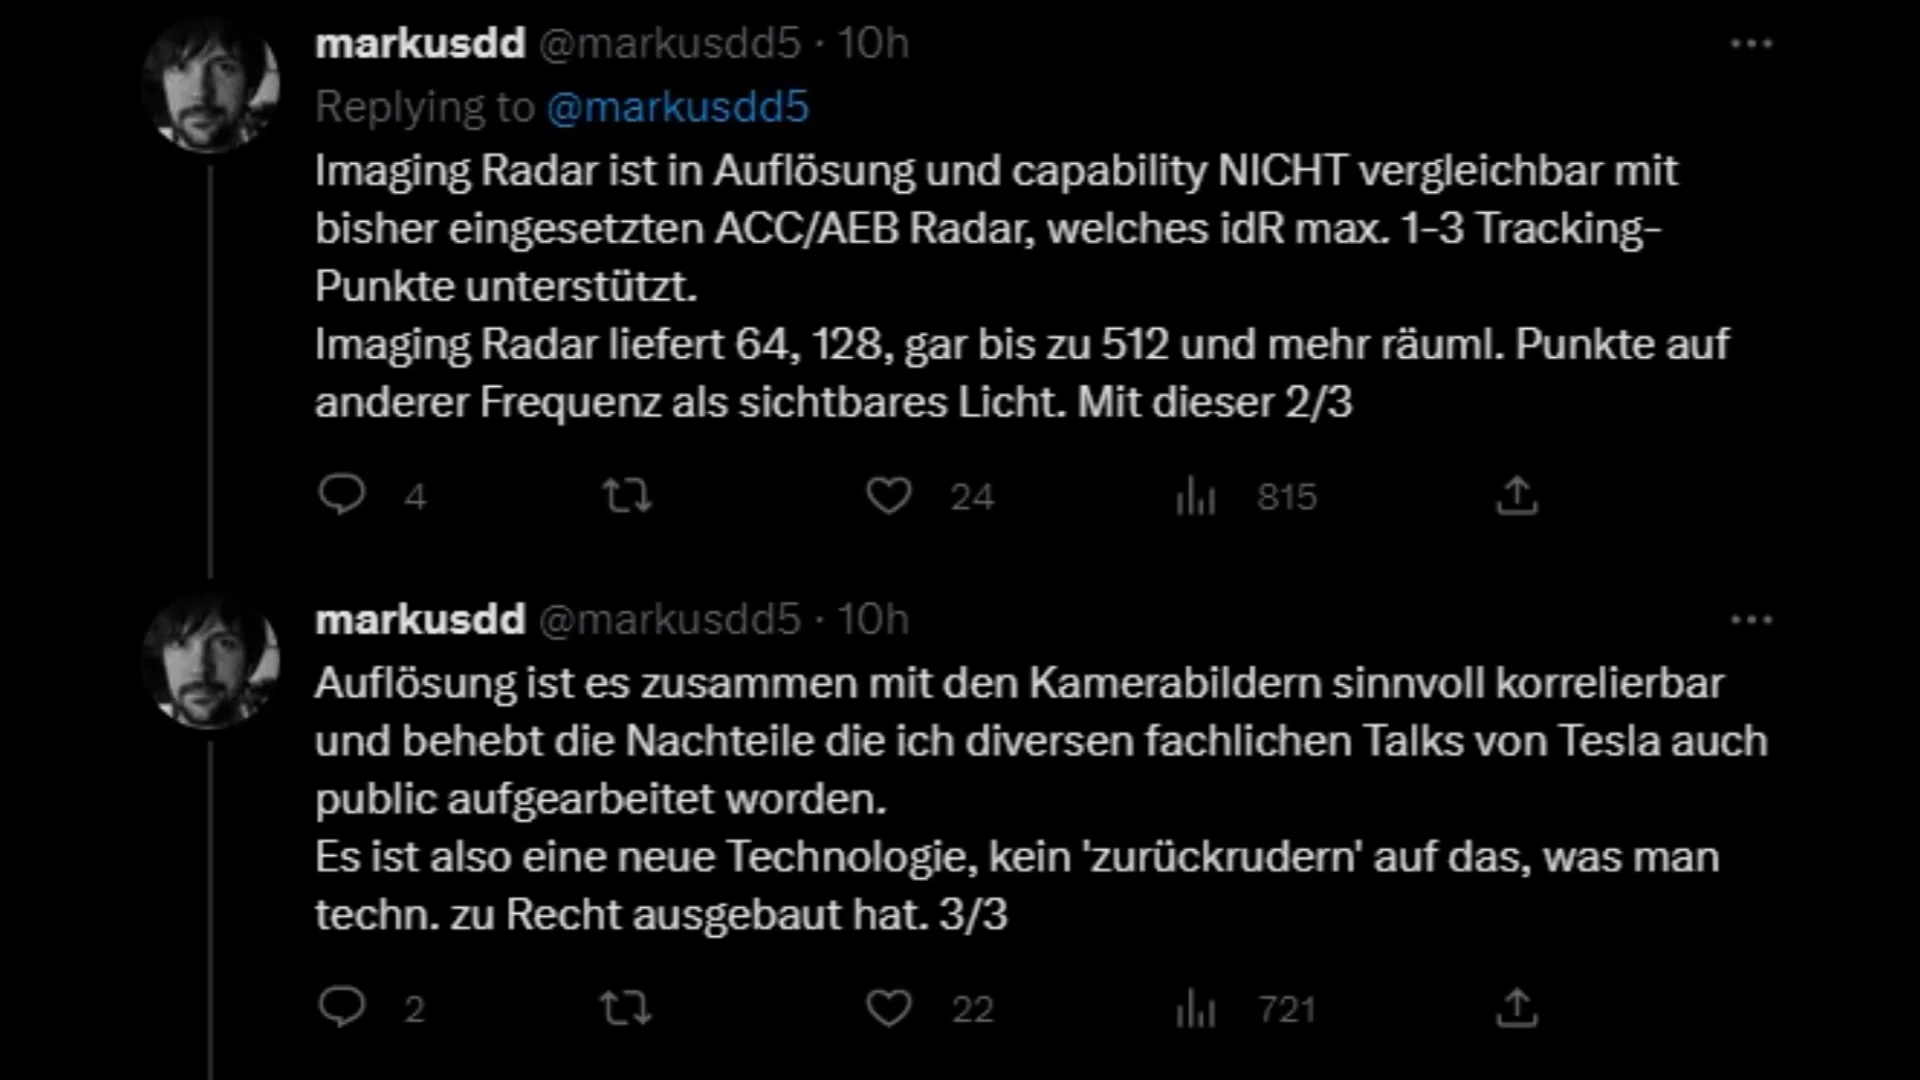 markusdd @markusdd5 · 10h
Replying to @markusdd5
Imaging Radar ist in Auflösung und capability NICHT vergleichbar mit
bisher eingesetzten ACC/AEB Radar, welches idR max. 1-3 Tracking-
Punkte unterstützt.
Imaging Radar liefert 64, 128, gar bis zu 512 und mehr räuml. Punkte auf
anderer Frequenz als sichtbares Licht. Mit dieser 2/3
4 24 815
markusdd @markusdd5 · 10h
Auflösung ist es zusammen mit den Kamerabildern sinnvoll korrelierbar
und behebt die Nachteile die ich diversen fachlichen Talks von Tesla auch
public aufgearbeitet worden.
Es ist also eine neue Technologie, kein 'zurückrudern' auf das, was man
techn. zu Recht ausgebaut hat. 3/3
2 22 721